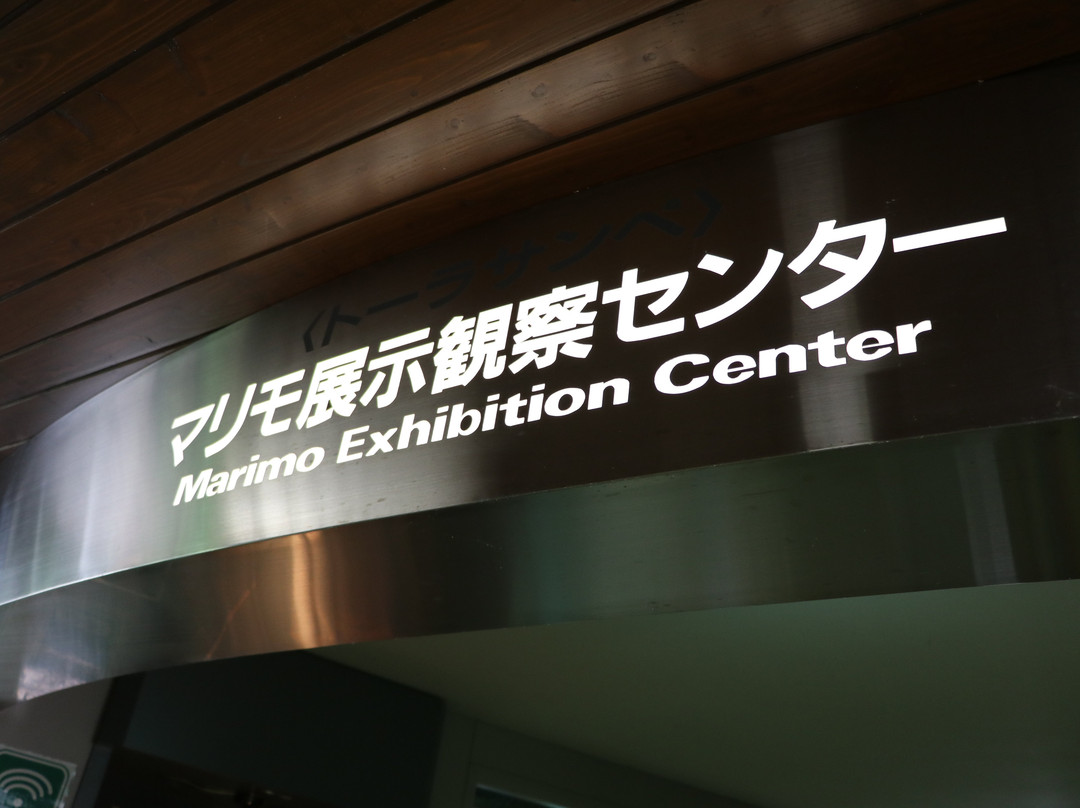 〈トーラサンペ〉
マリモ展示観察センター
Marimo Exhibition Center